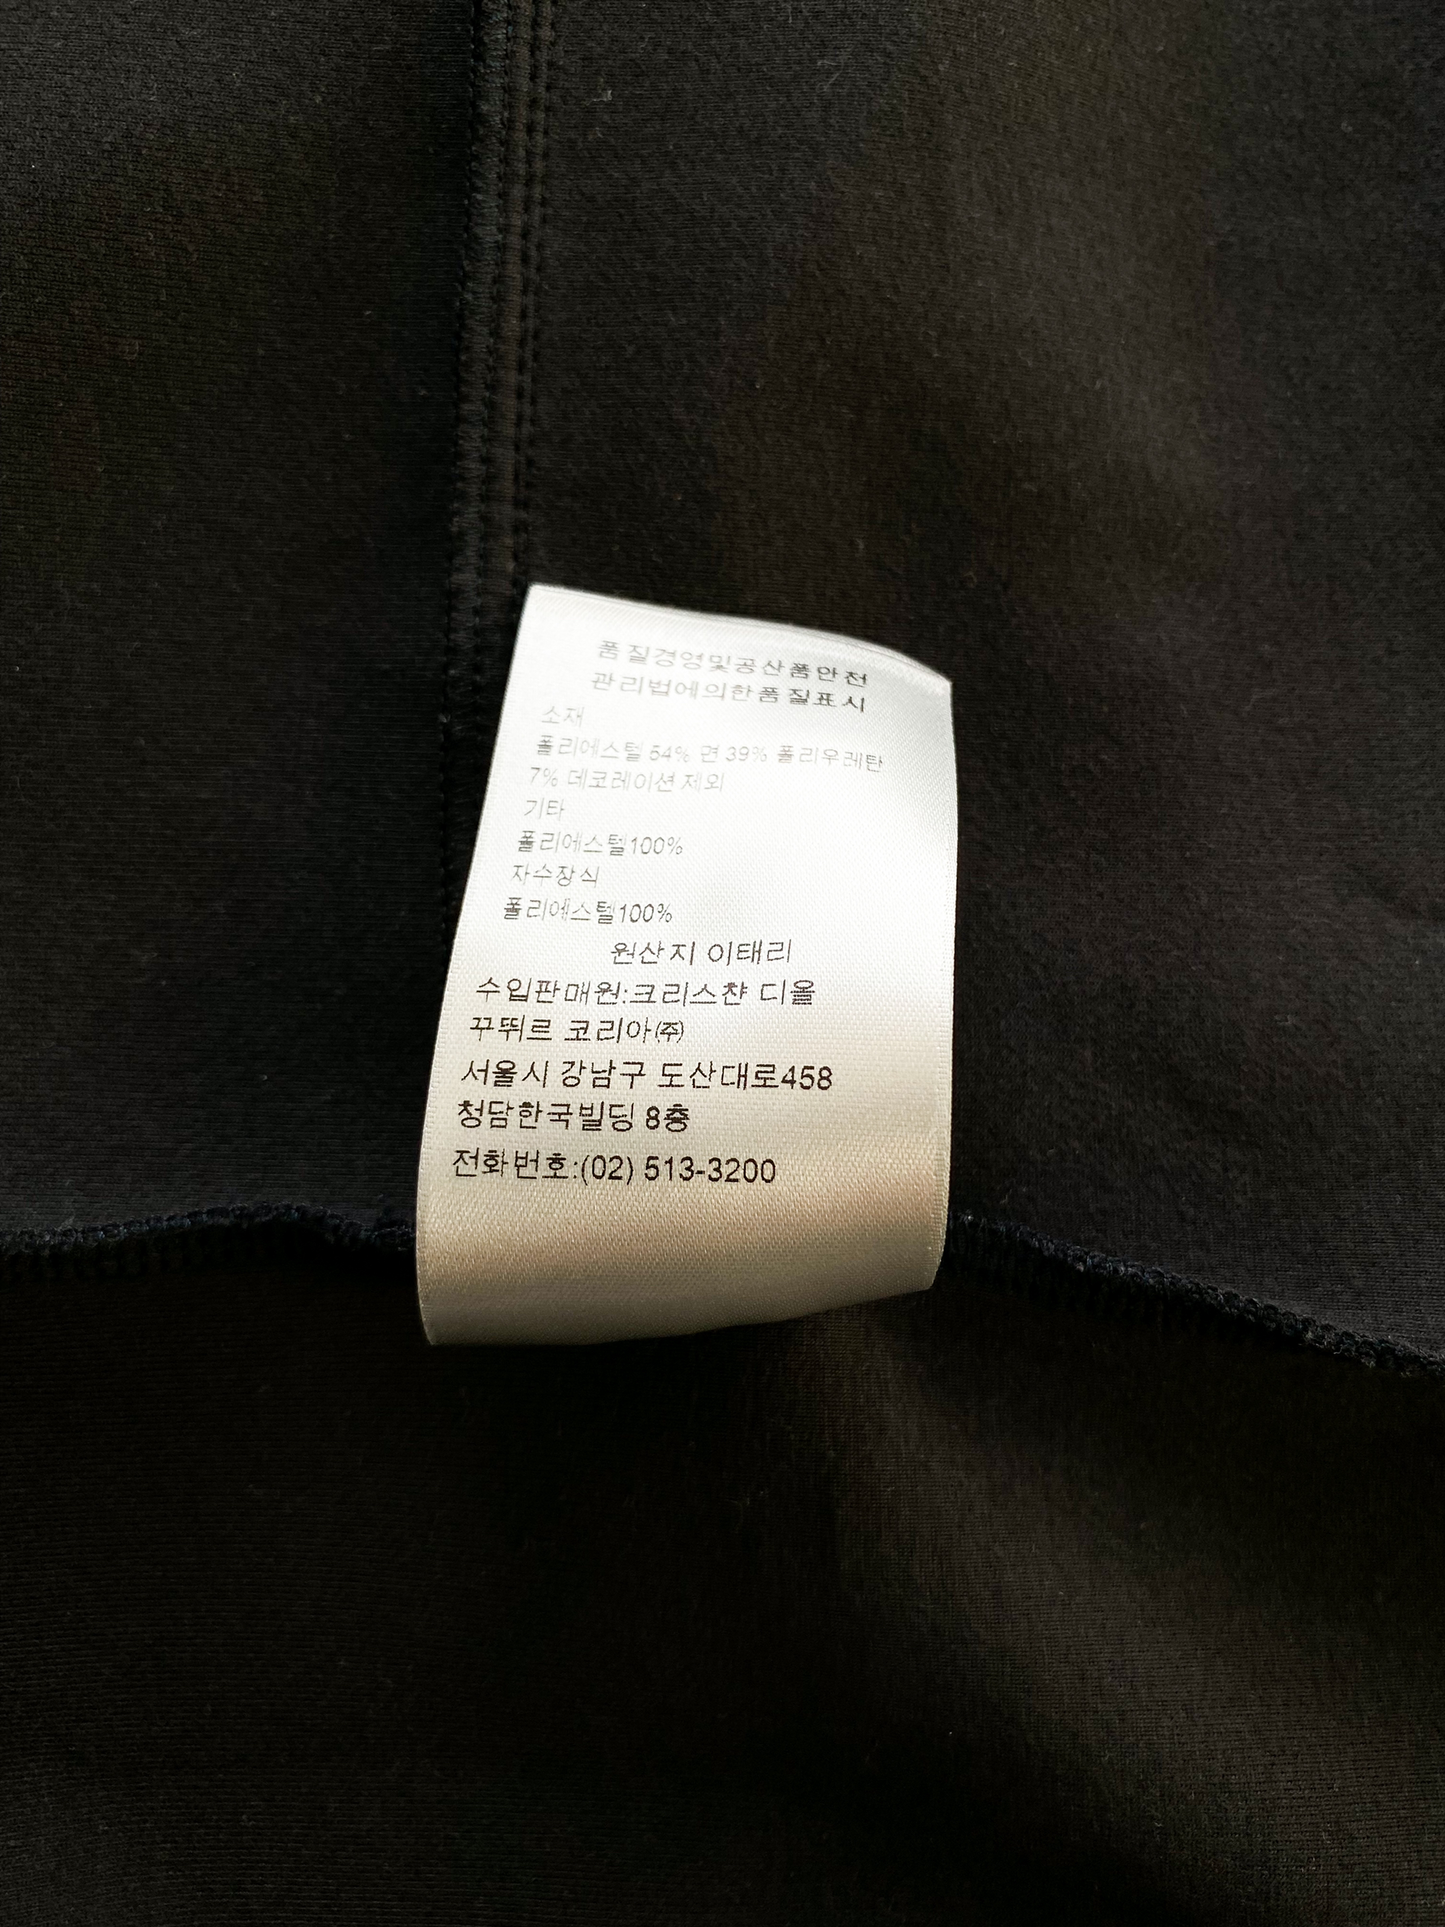 품질경영및공산품안전
관리법에의한품질표시
소재
폴리에스텔 54% 면 39% 폴리우레탄
7% 데코레이션 제외
기타
폴리에스텔100%
자수장식
폴리에스텔100%
원산지 이태리
수입판매원:크리스챤 디올
꾸뛰르 코리아㈜
서울시 강남구 도산대로458
청담한국빌딩 8층
전화번호:(02) 513-3200